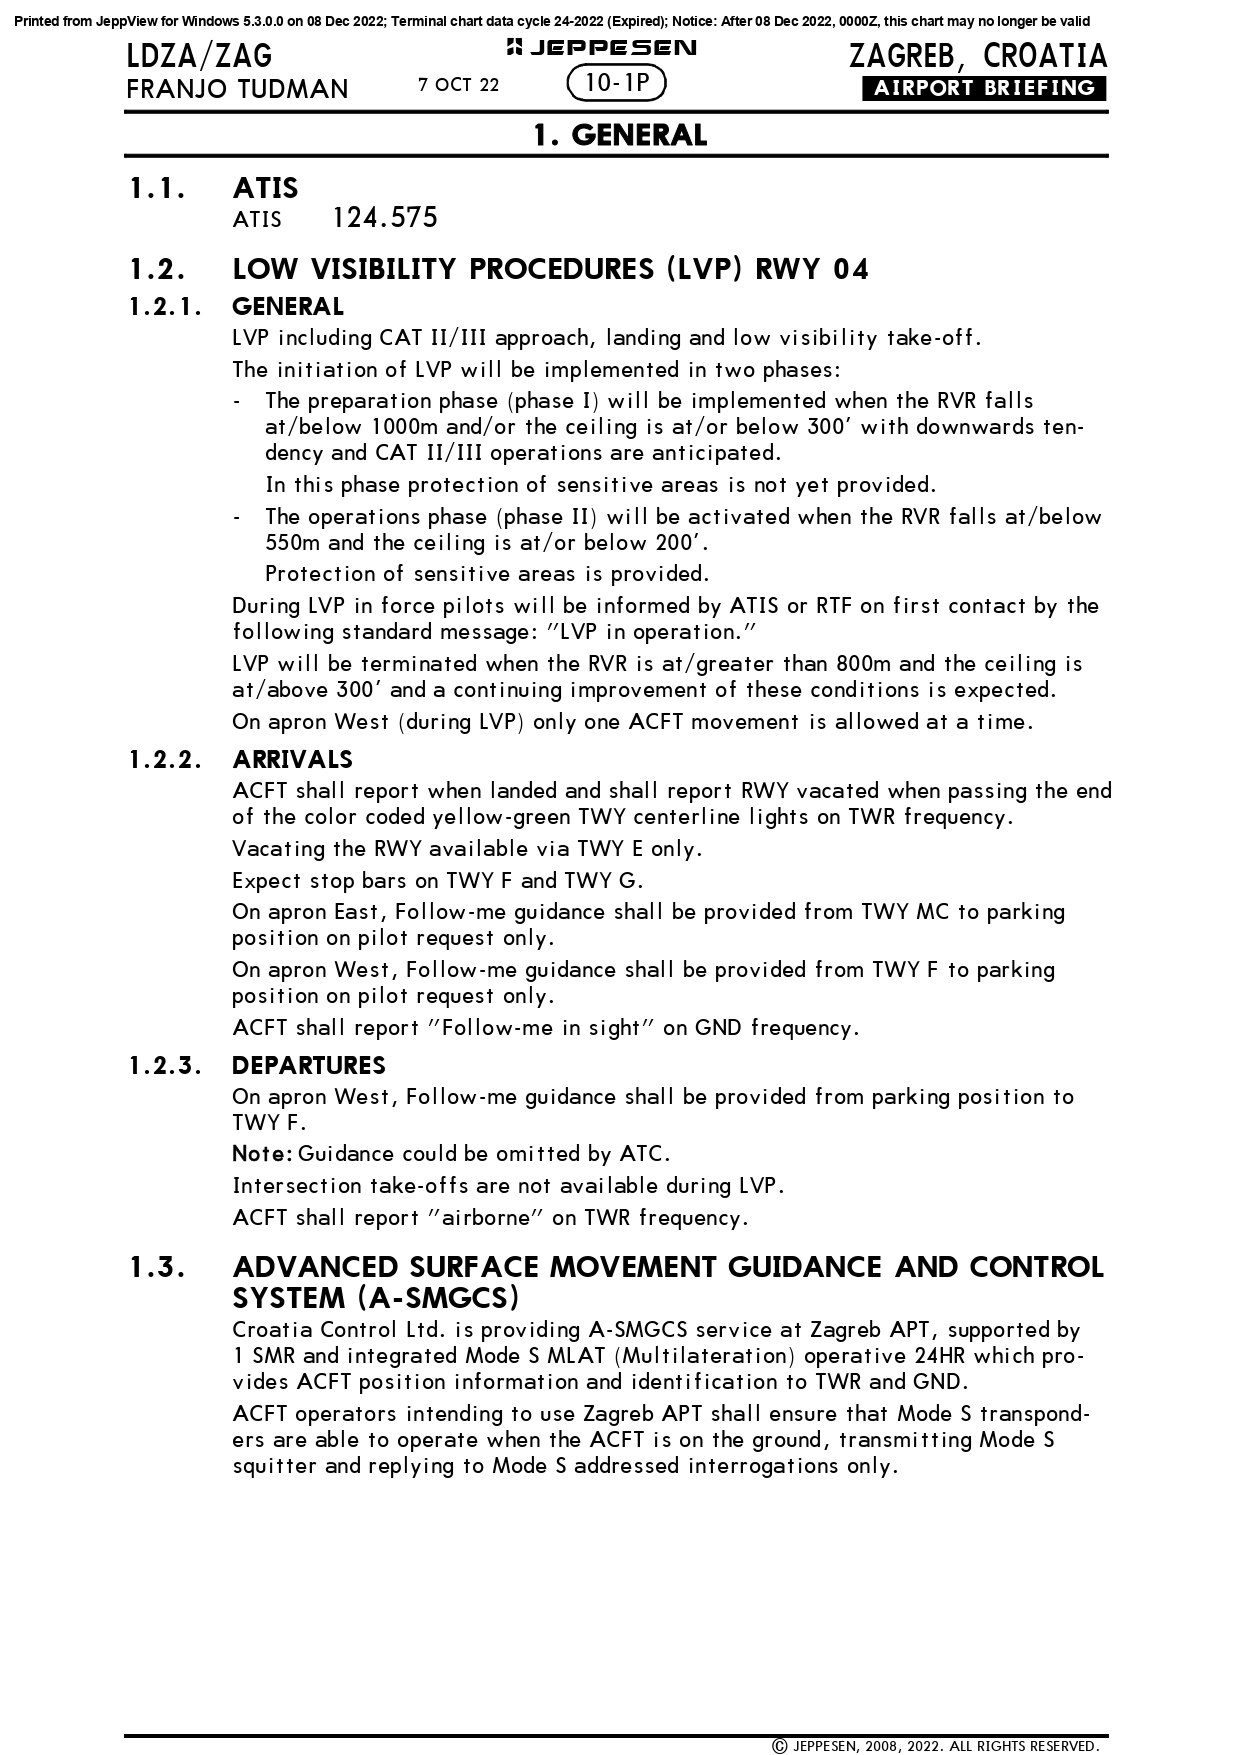 Printed from JeppView for Windows 5.3.0.0 on 08 Dec 2022; Terminal chart data cycle 24-2022 (Expired); Notice: After 08 Dec 2022, 0000Z, this chart may no longer be valid
LDZA/ZAG
FRANJO TUDMAN
7 OCT 22
JEPPESEN
10-1P
ZAGREB, CROATIA
AIRPORT BRIEFING
1. GENERAL
1.1. ATIS
ATIS 124.575
1.2. LOW VISIBILITY PROCEDURES (LVP) RWY 04
1.2.1. GENERAL
LVP including CAT II/III approach, landing and low visibility take-off.
The initiation of LVP will be implemented in two phases:
- The preparation phase (phase I) will be implemented when the RVR falls
at/below 1000m and/or the ceiling is at/or below 300' with downwards ten-
dency and CAT II/III operations are anticipated.
In this phase protection of sensitive areas is not yet provided.
- The operations phase (phase II) will be activated when the RVR falls at/below
550m and the ceiling is at/or below 200'.
Protection of sensitive areas is provided.
During LVP in force pilots will be informed by ATIS or RTF on first contact by the
following standard message: "LVP in operation."
LVP will be terminated when the RVR is at/greater than 800m and the ceiling is
at/above 300' and a continuing improvement of these conditions is expected.
On apron West (during LVP) only one ACFT movement is allowed at a time.
1.2.2. ARRIVALS
ACFT shall report when landed and shall report RWY vacated when passing the end
of the color coded yellow-green TWY centerline lights on TWR frequency.
Vacating the RWY available via TWY E only.
Expect stop bars on TWY F and TWY G.
On apron East, Follow-me guidance shall be provided from TWY MC to parking
position on pilot request only.
On apron West, Follow-me guidance shall be provided from TWY F to parking
position on pilot request only.
ACFT shall report "Follow-me in sight" on GND frequency.
1.2.3. DEPARTURES
On apron West, Follow-me guidance shall be provided from parking position to
TWY F.
Note: Guidance could be omitted by ATC.
Intersection take-offs are not available during LVP.
ACFT shall report "airborne" on TWR frequency.
1.3. ADVANCED SURFACE MOVEMENT GUIDANCE AND CONTROL
SYSTEM (A-SMGCS)
Croatia Control Ltd. is providing A-SMGCS service at Zagreb APT, supported by
1 SMR and integrated Mode S MLAT (Multilateration) operative 24HR which pro-
vides ACFT position information and identification to TWR and GND.
ACFT operators intending to use Zagreb APT shall ensure that Mode S transpond-
ers are able to operate when the ACFT is on the ground, transmitting Mode S
squitter and replying to Mode S addressed interrogations only.
© JEPPESEN, 2008, 2022. ALL RIGHTS RESERVED.